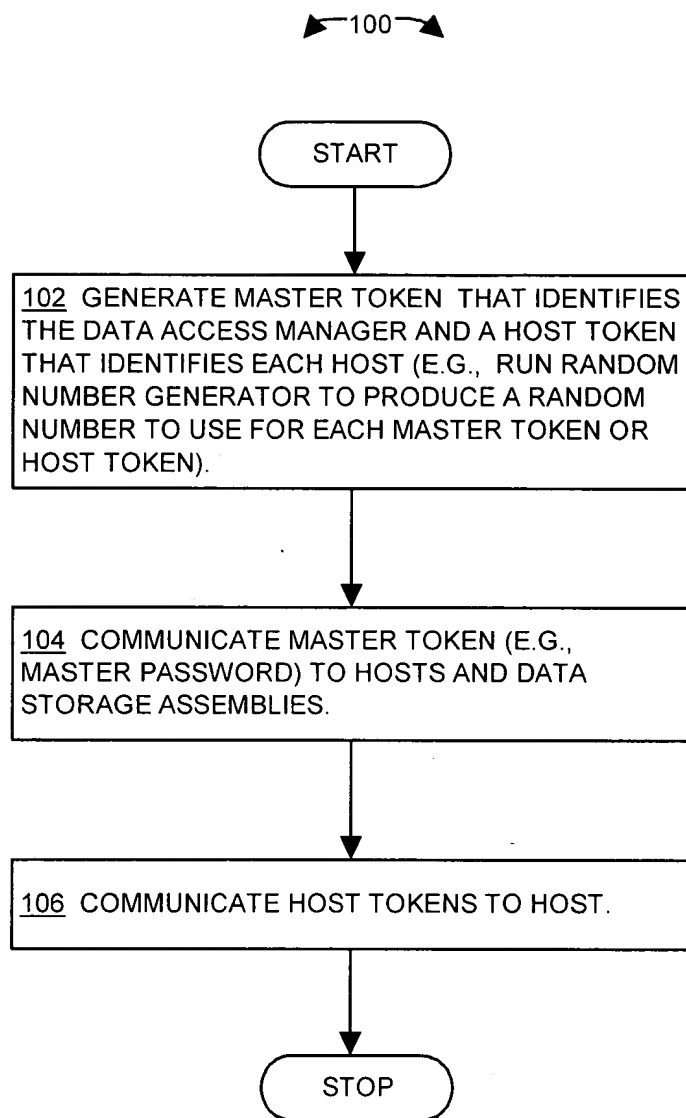 100
START
102 GENERATE MASTER TOKEN THAT IDENTIFIES
THE DATA ACCESS MANAGER AND A HOST TOKEN
THAT IDENTIFIES EACH HOST (E.G., RUN RANDOM
NUMBER GENERATOR TO PRODUCE A RANDOM
NUMBER TO USE FOR EACH MASTER TOKEN OR
HOST TOKEN).
104 COMMUNICATE MASTER TOKEN (E.G.,
MASTER PASSWORD) TO HOSTS AND DATA
STORAGE ASSEMBLIES.
106 COMMUNICATE HOST TOKENS TO HOST.
STOP